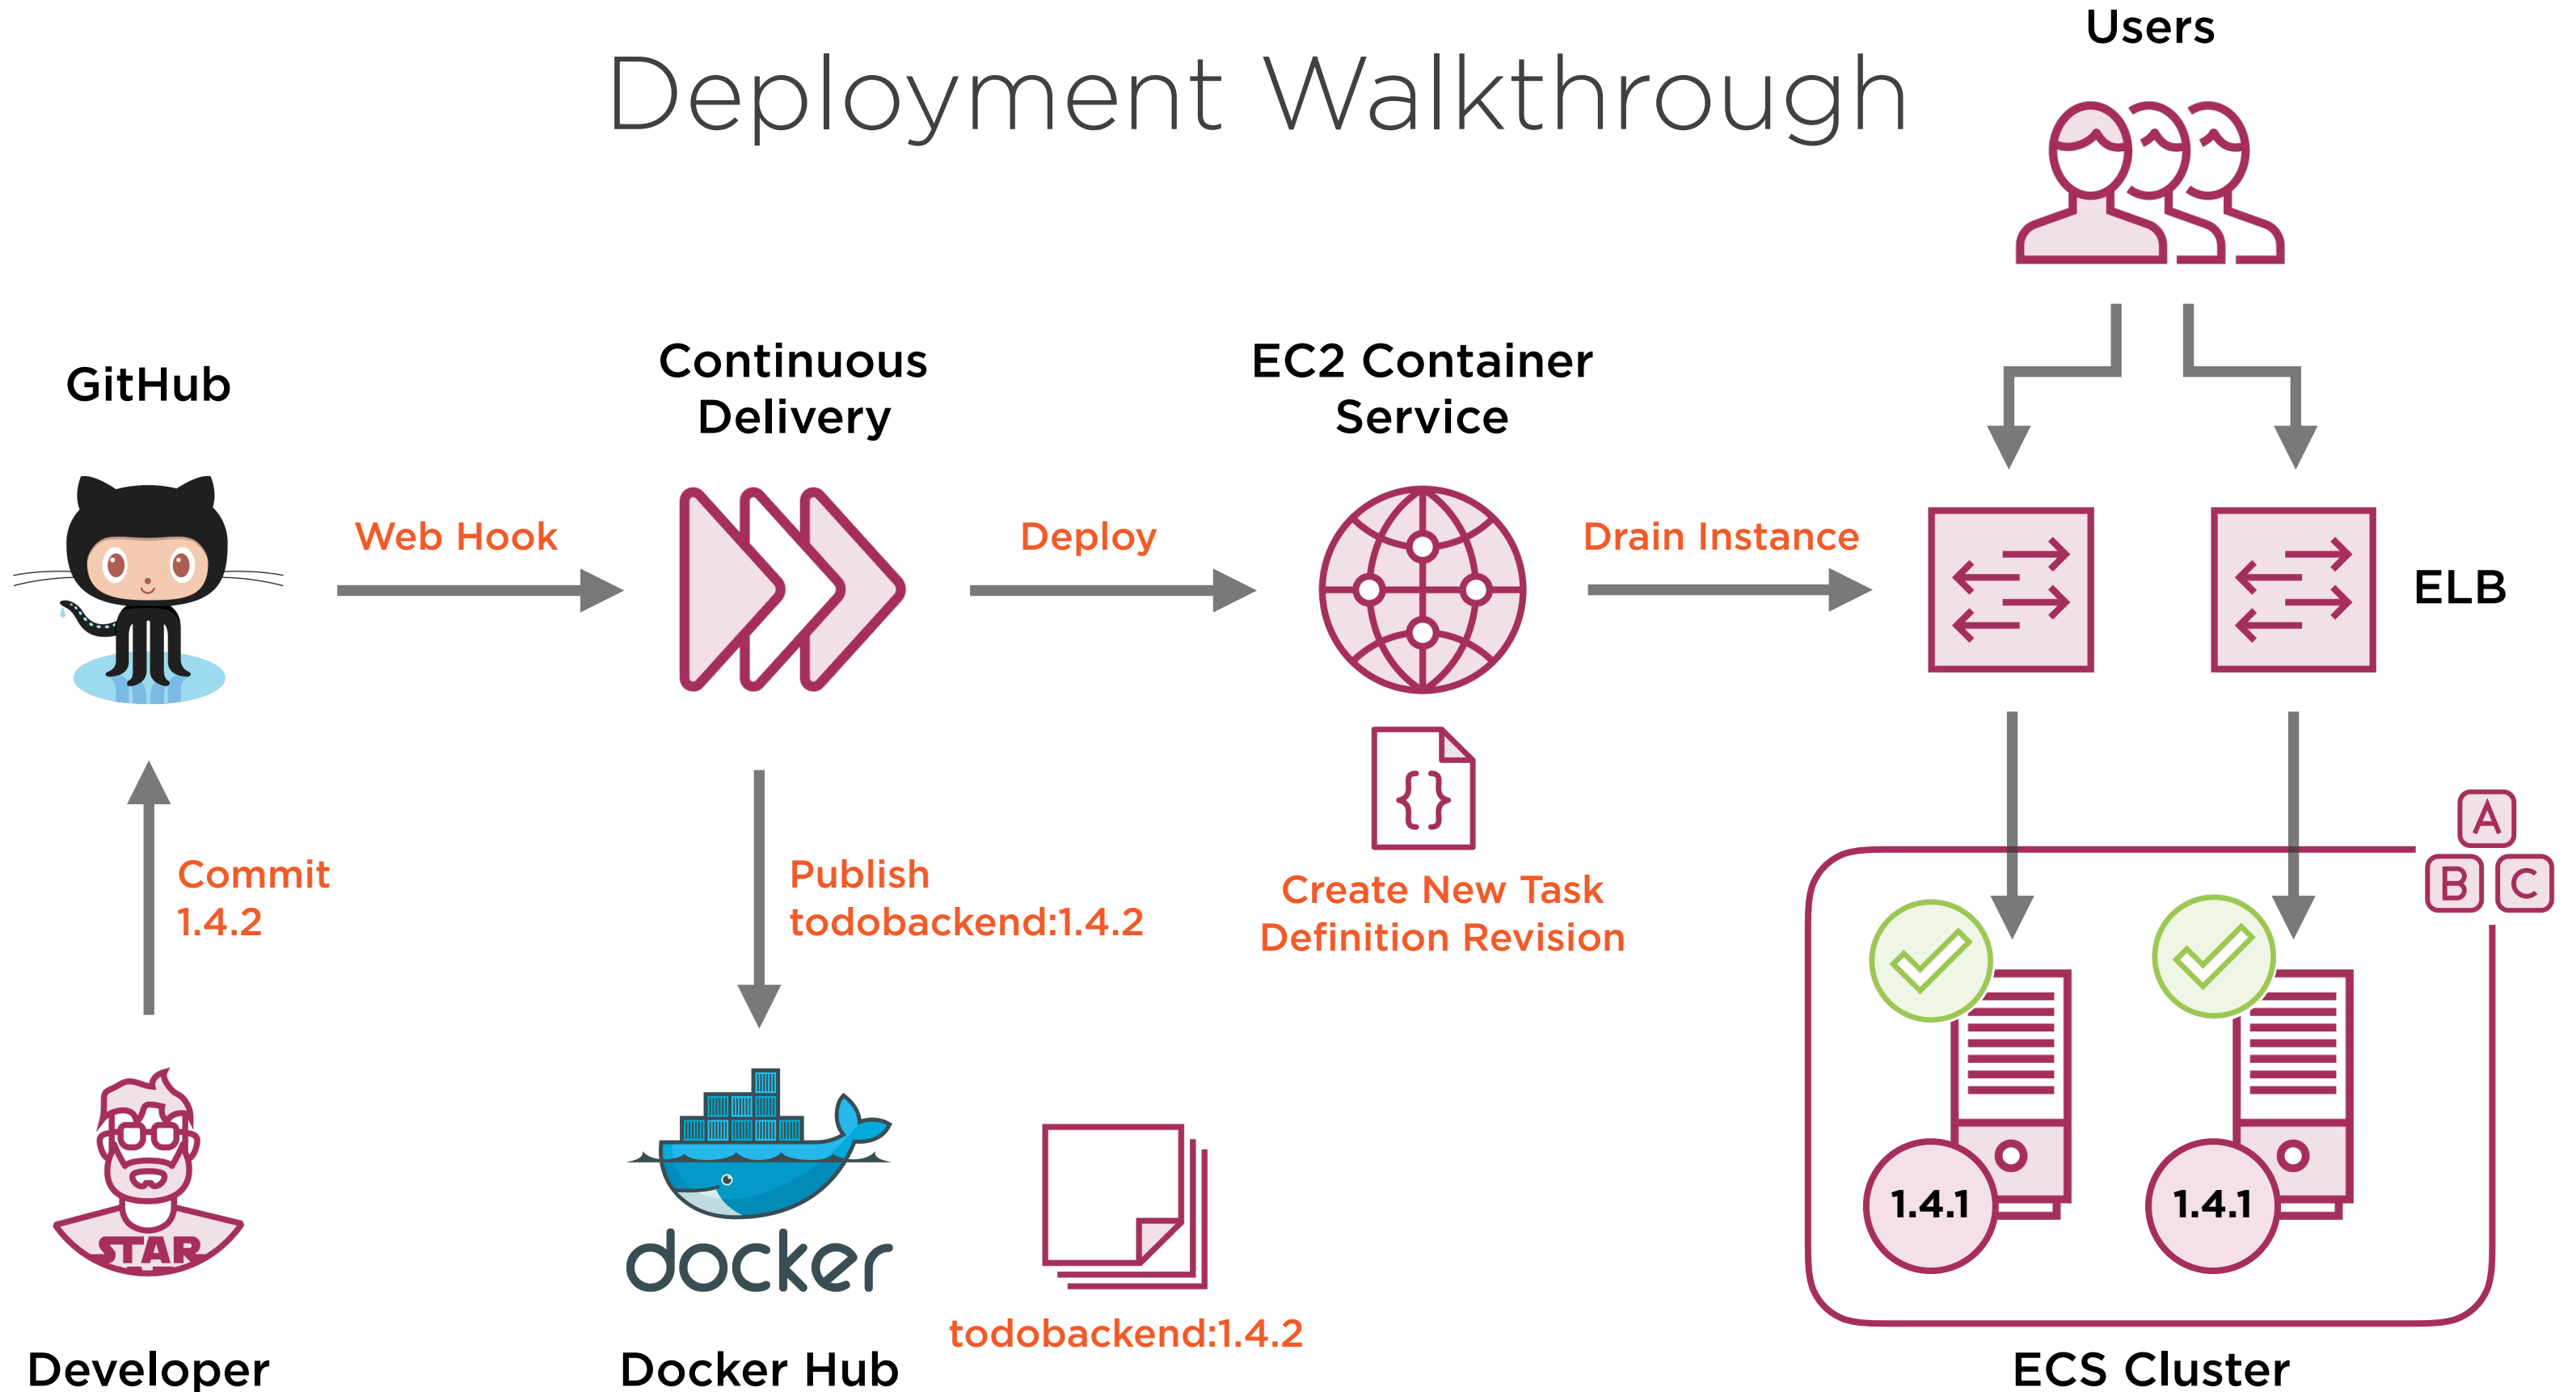 Deployment Walkthrough
Users
GitHub
Continuous
Delivery
EC2 Container
Service
Web Hook
Deploy
Drain Instance
ELB
Commit
1.4.2
Publish
todobackend:1.4.2
{}
Create New Task
Definition Revision
A
B
C
1.4.1
1.4.1
STAR
docker
todobackend:1.4.2
Developer
Docker Hub
ECS Cluster